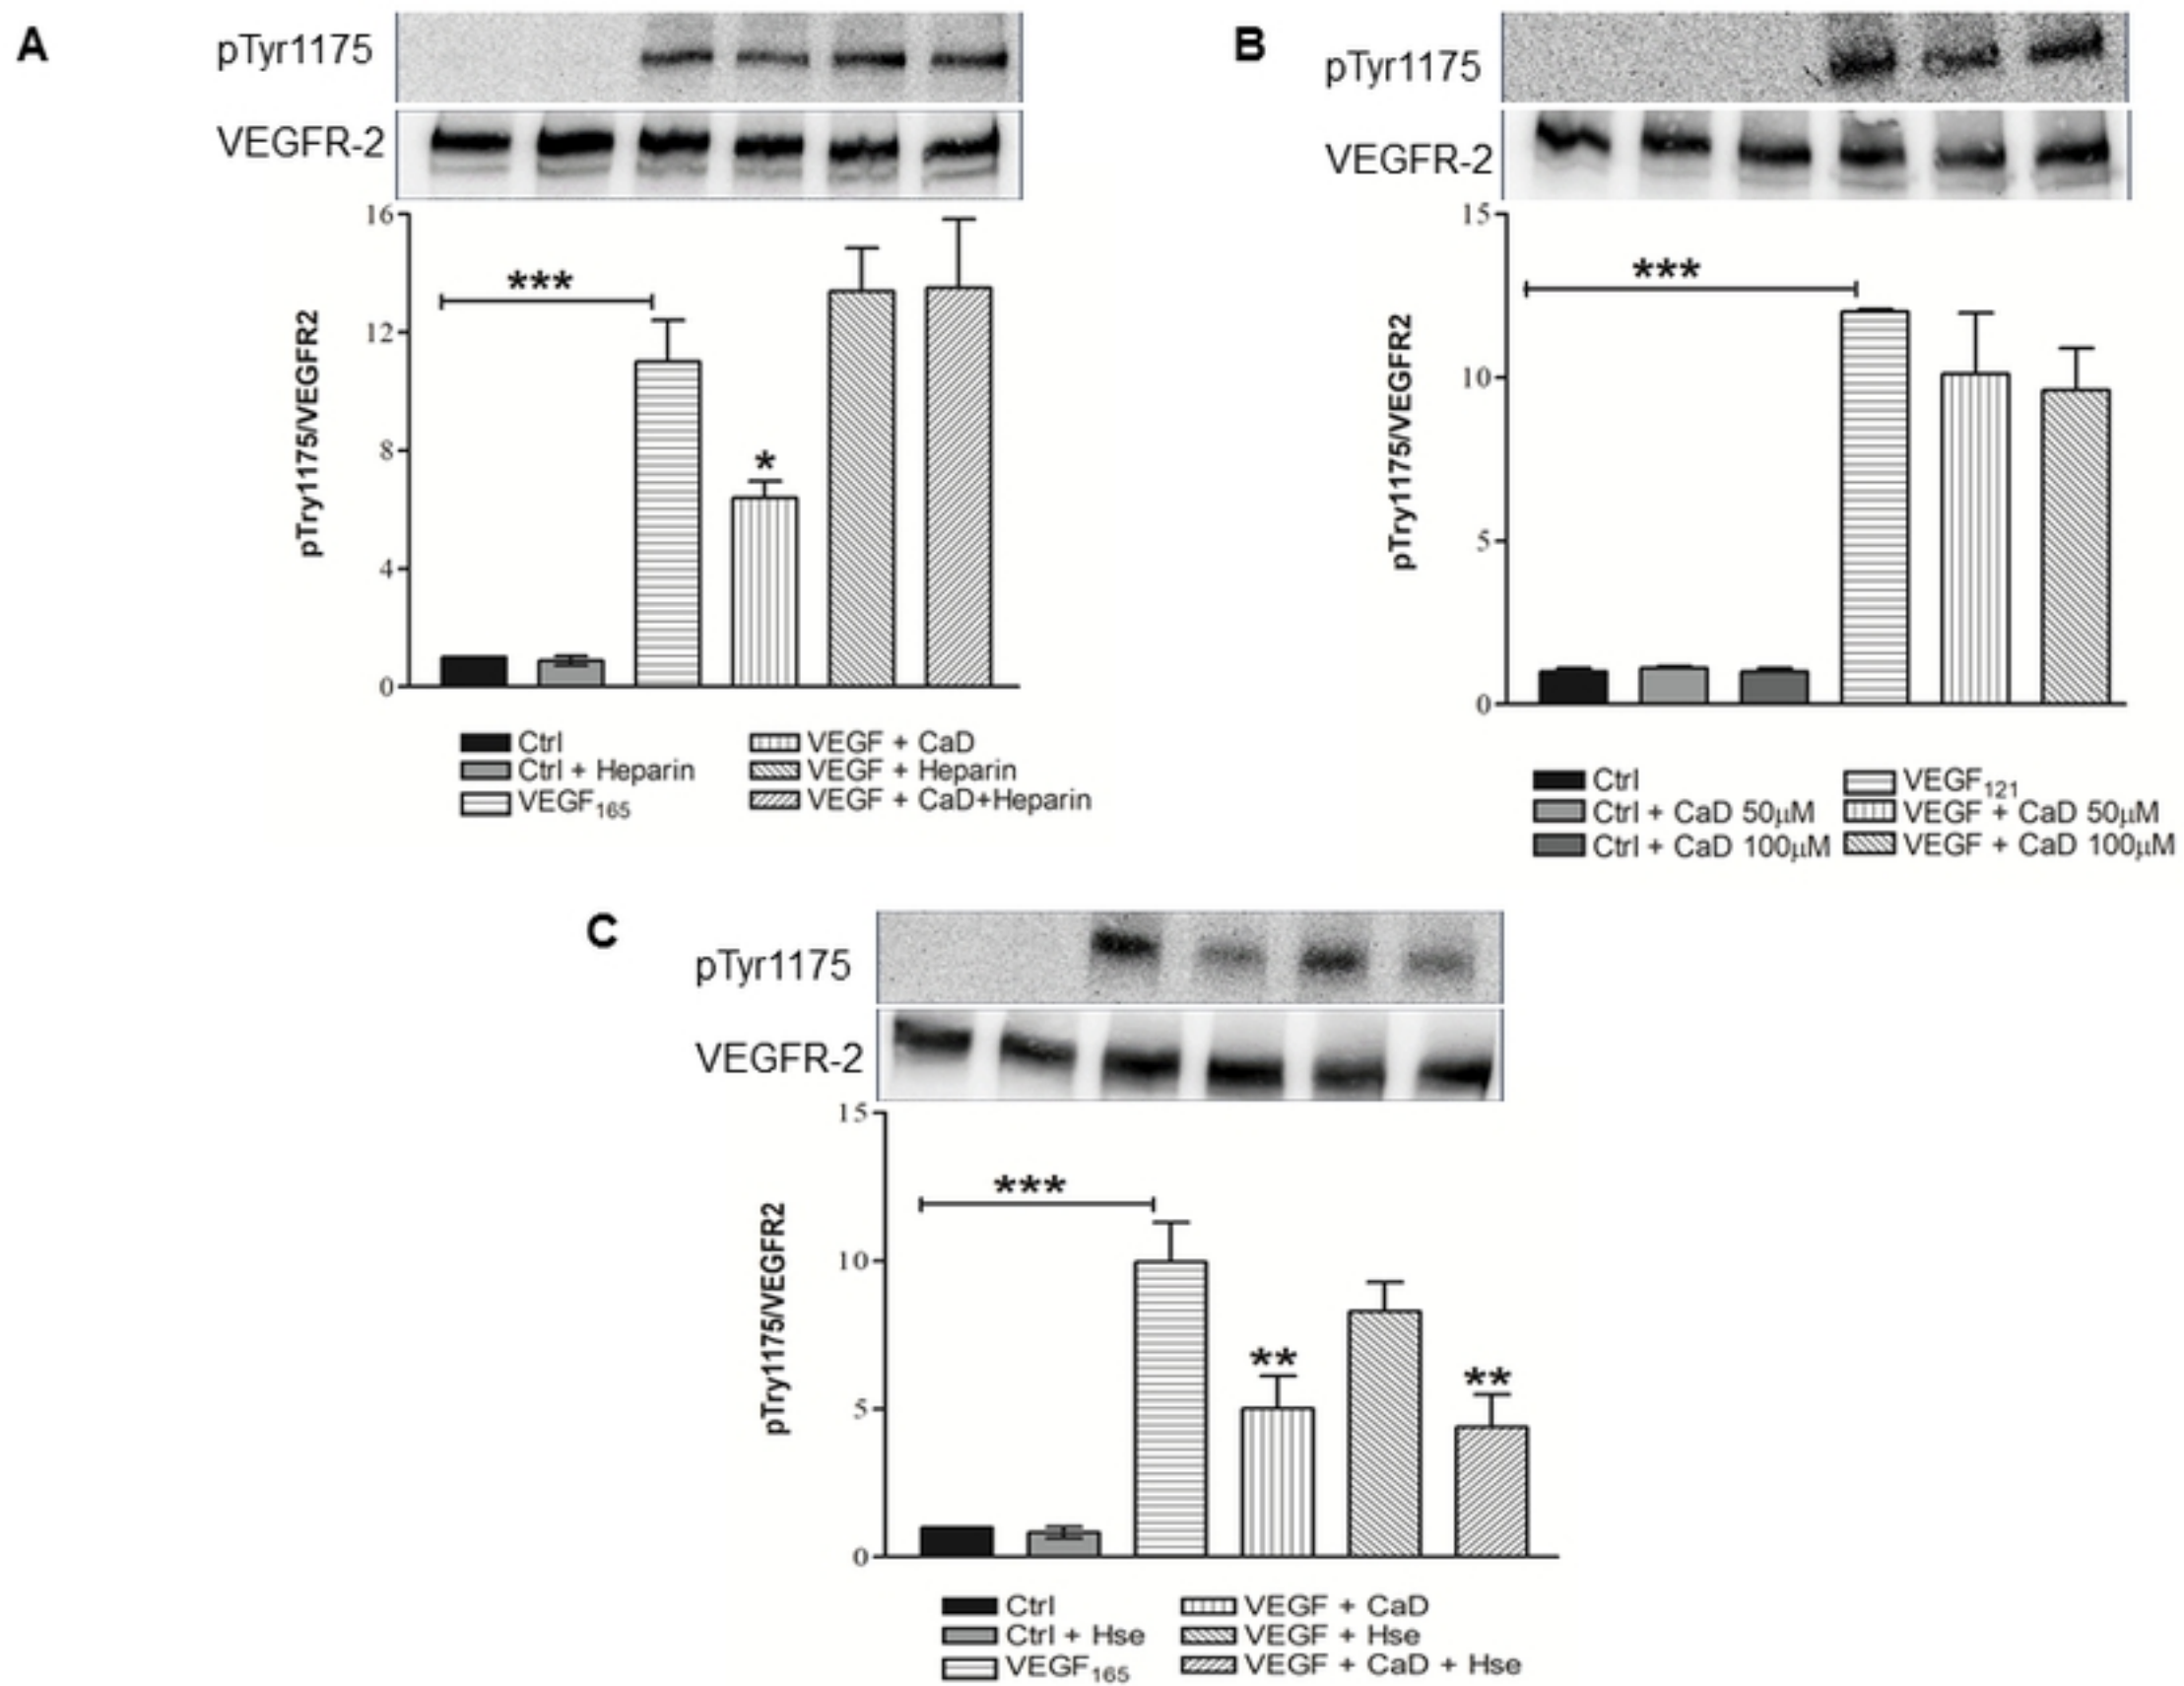 A
pTyr1175
VEGFR-2
16
12
8
4
0
pTry1175/VEGFR2
***
*
Ctrl
Ctrl + Heparin
VEGF165
VEGF + CaD
VEGF + Heparin
VEGF + CaD+Heparin
B
pTyr1175
VEGFR-2
15
10
5
0
pTry1175/VEGFR2
***
Ctrl
Ctrl + CaD 50µM
Ctrl + CaD 100µM
VEGF121
VEGF + CaD 50µM
VEGF + CaD 100µM
C
pTyr1175
VEGFR-2
15
10
5
0
pTry1175/VEGFR2
***
**
**
Ctrl
Ctrl + Hse
VEGF165
VEGF + CaD
VEGF + Hse
VEGF + CaD + Hse